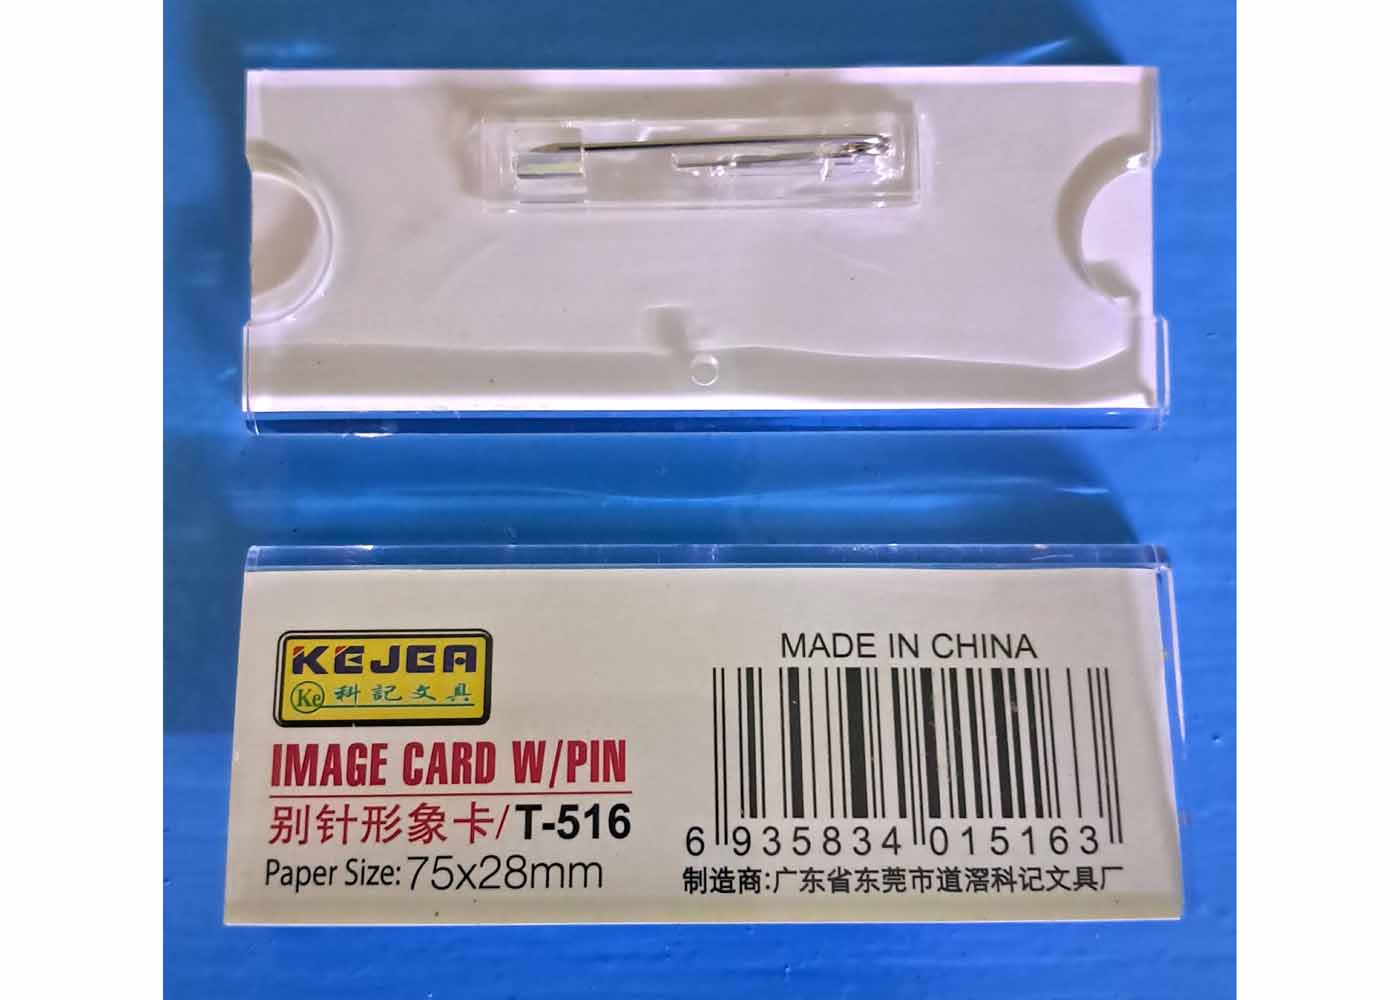 KEJEA
Ke 科記文具
IMAGE CARD W/PIN
别针形象卡/T-516
Paper Size: 75x28mm
MADE IN CHINA
6 935834 015163
制造商:广东省东莞市道滘科记文具厂